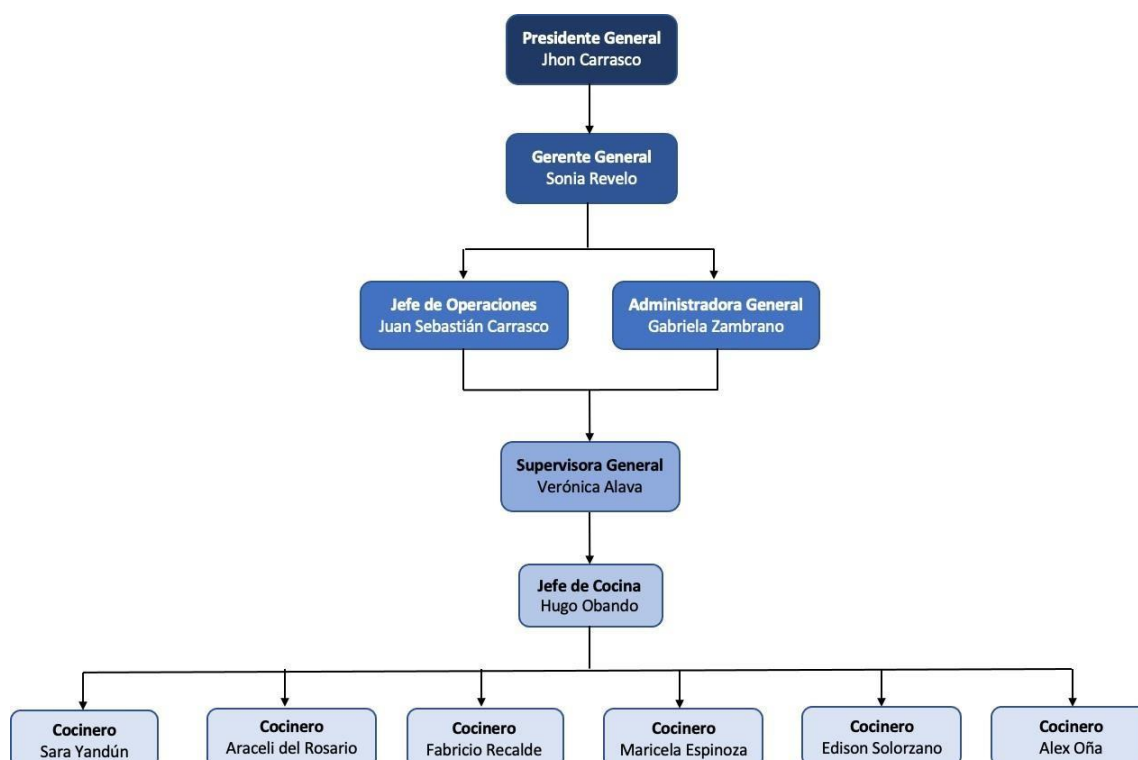 Presidente General
Jhon Carrasco
Gerente General
Sonia Revelo
Jefe de Operaciones
Juan Sebastián Carrasco
Administradora General
Gabriela Zambrano
Supervisora General
Verónica Alava
Jefe de Cocina
Hugo Obando
Cocinero
Sara Yandún
Cocinero
Araceli del Rosario
Cocinero
Fabricio Recalde
Cocinero
Maricela Espinoza
Cocinero
Edison Solorzano
Cocinero
Alex Oña